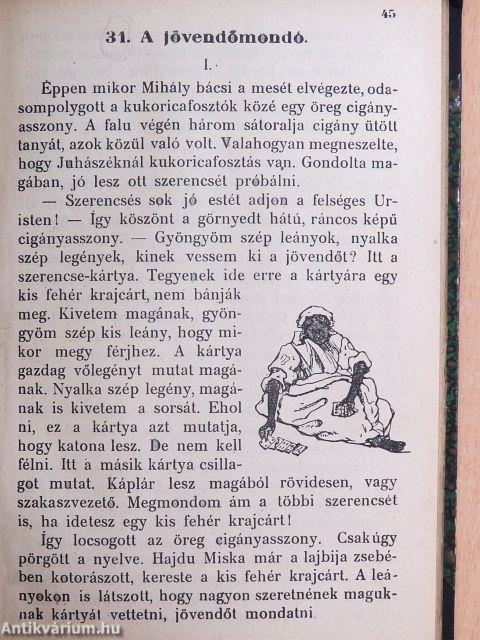 45
31. A jövendőmondó.
I.
Éppen mikor Mihály bácsi a mesét elvégezte, oda-
sompolygott a kukoricafosztók közé egy öreg cigány-
asszony. A falu végén három sátoralja cigány ütött
tanyát, azok közül való volt. Valahogyan megneszelte,
hogy Juhászéknál kukoricafosztás van. Gondolta ma-
gában, jó lesz ott szerencsét próbálni.
— Szerencsés sok jó estét adjon a felséges Ur-
isten! — Így köszönt a görnyedt hátú, ráncos képű
cigányasszony. — Gyöngyöm szép leányok, nyalka
szép legények, kinek vessem ki a jövendőt? Itt a
szerencse-kártya. Tegyenek ide erre a kártyára egy
kis fehér krajcárt, nem bánják
meg. Kivetem magának, gyön-
gyöm szép kis leány, hogy mi-
kor megy férjhez. A kártya
gazdag vőlegényt mutat magá-
nak. Nyalka szép legény, magá-
nak is kivetem a sorsát. Ehol
ni, ez a kártya azt mutatja,
hogy katona lesz. De nem kell
félni. Itt a másik kártya csilla-
got mutat. Káplár lesz magából rövidesen, vagy
szakaszvezető. Megmondom ám a többi szerencsét
is, ha idetesz egy kis fehér krajcárt!
Így locsogott az öreg cigányasszony. Csakúgy
pörgött a nyelve. Hajdu Miska már a lajbija zsebé-
ben kotorászott, kereste a kis fehér krajcárt. A leá-
nyokon is látszott, hogy nagyon szeretnének maguk-
nak kártyát vettetni, jövendőt mondatni.
Antikvárium.hu